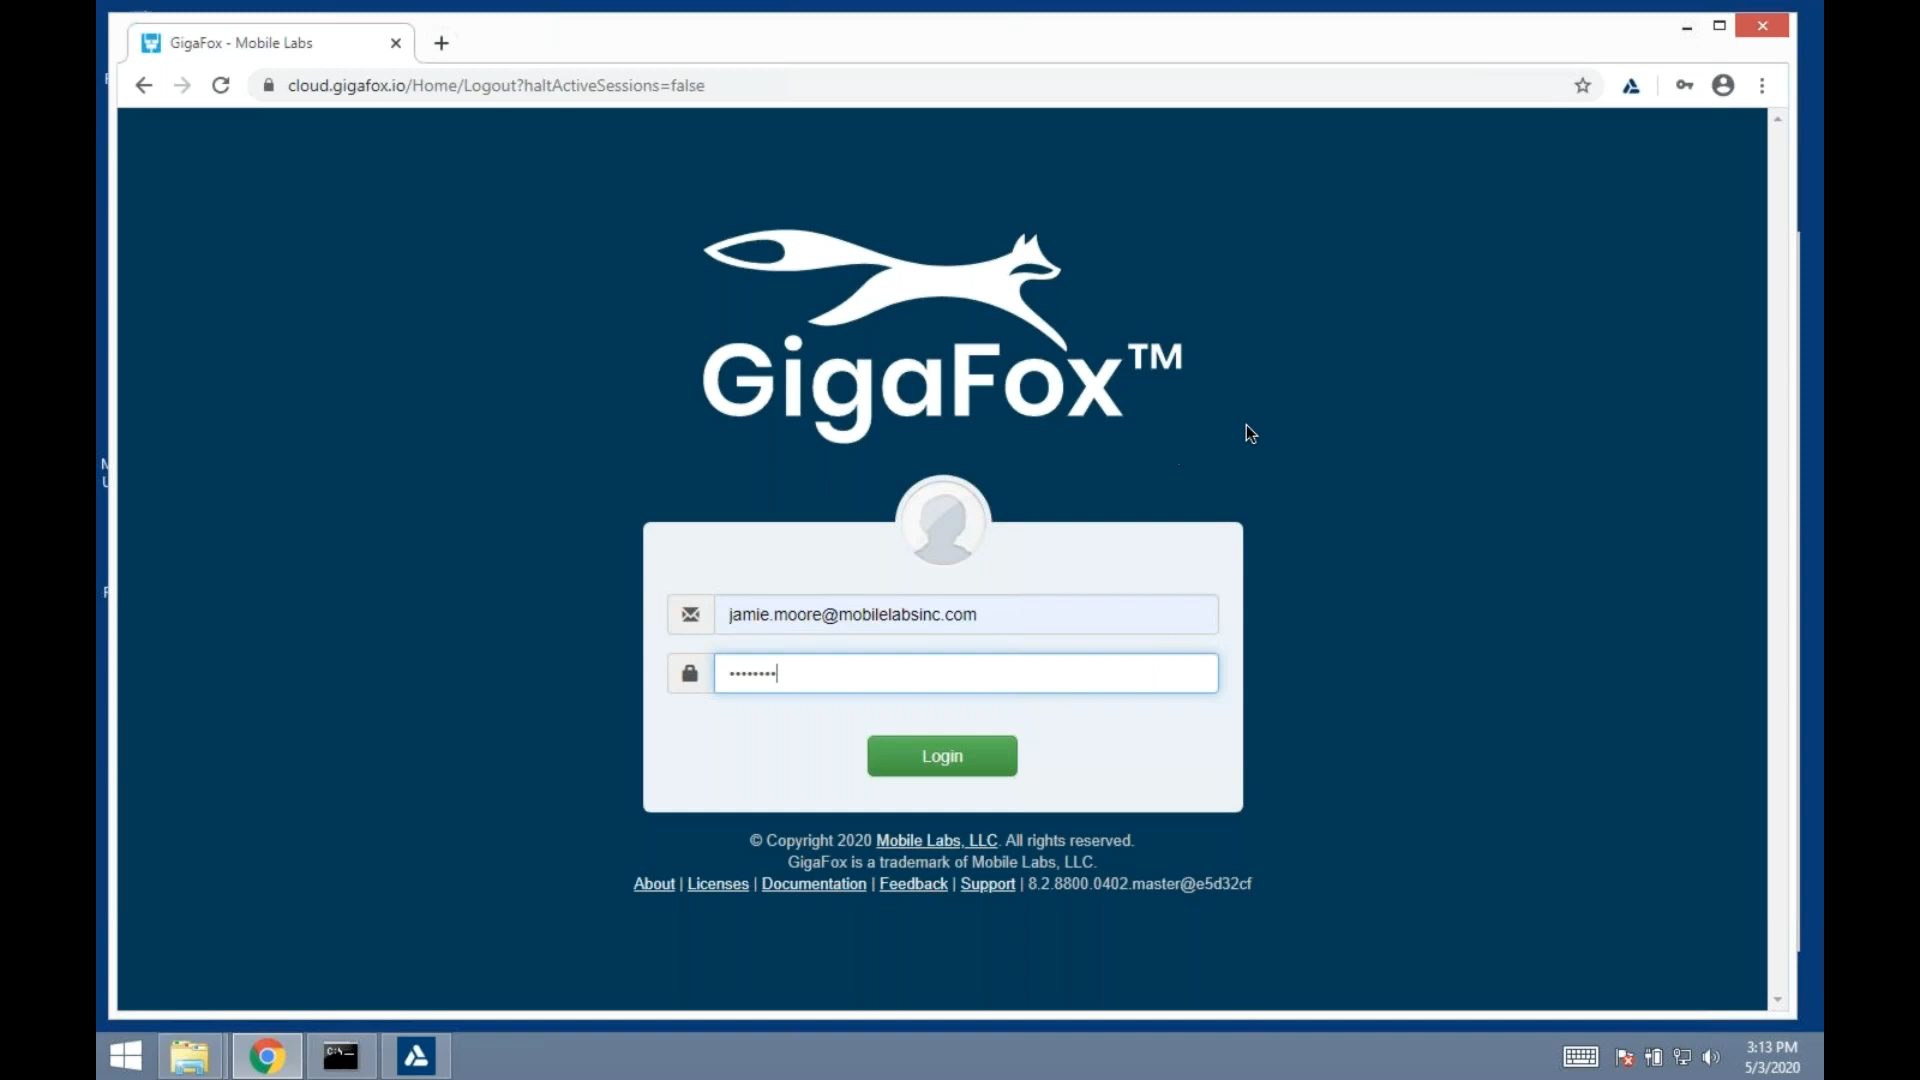 GigaFox - Mobile Labs
cloud.gigafox.io/Home/Logout?haltActiveSessions=false
GigaFox™
jamie.moore@mobilelabsinc.com
••••••••
Login
© Copyright 2020 Mobile Labs, LLC. All rights reserved.
GigaFox is a trademark of Mobile Labs, LLC.
About | Licenses | Documentation | Feedback | Support | 8.2.8800.0402.master@e5d32cf
C:\
3:13 PM
5/3/2020